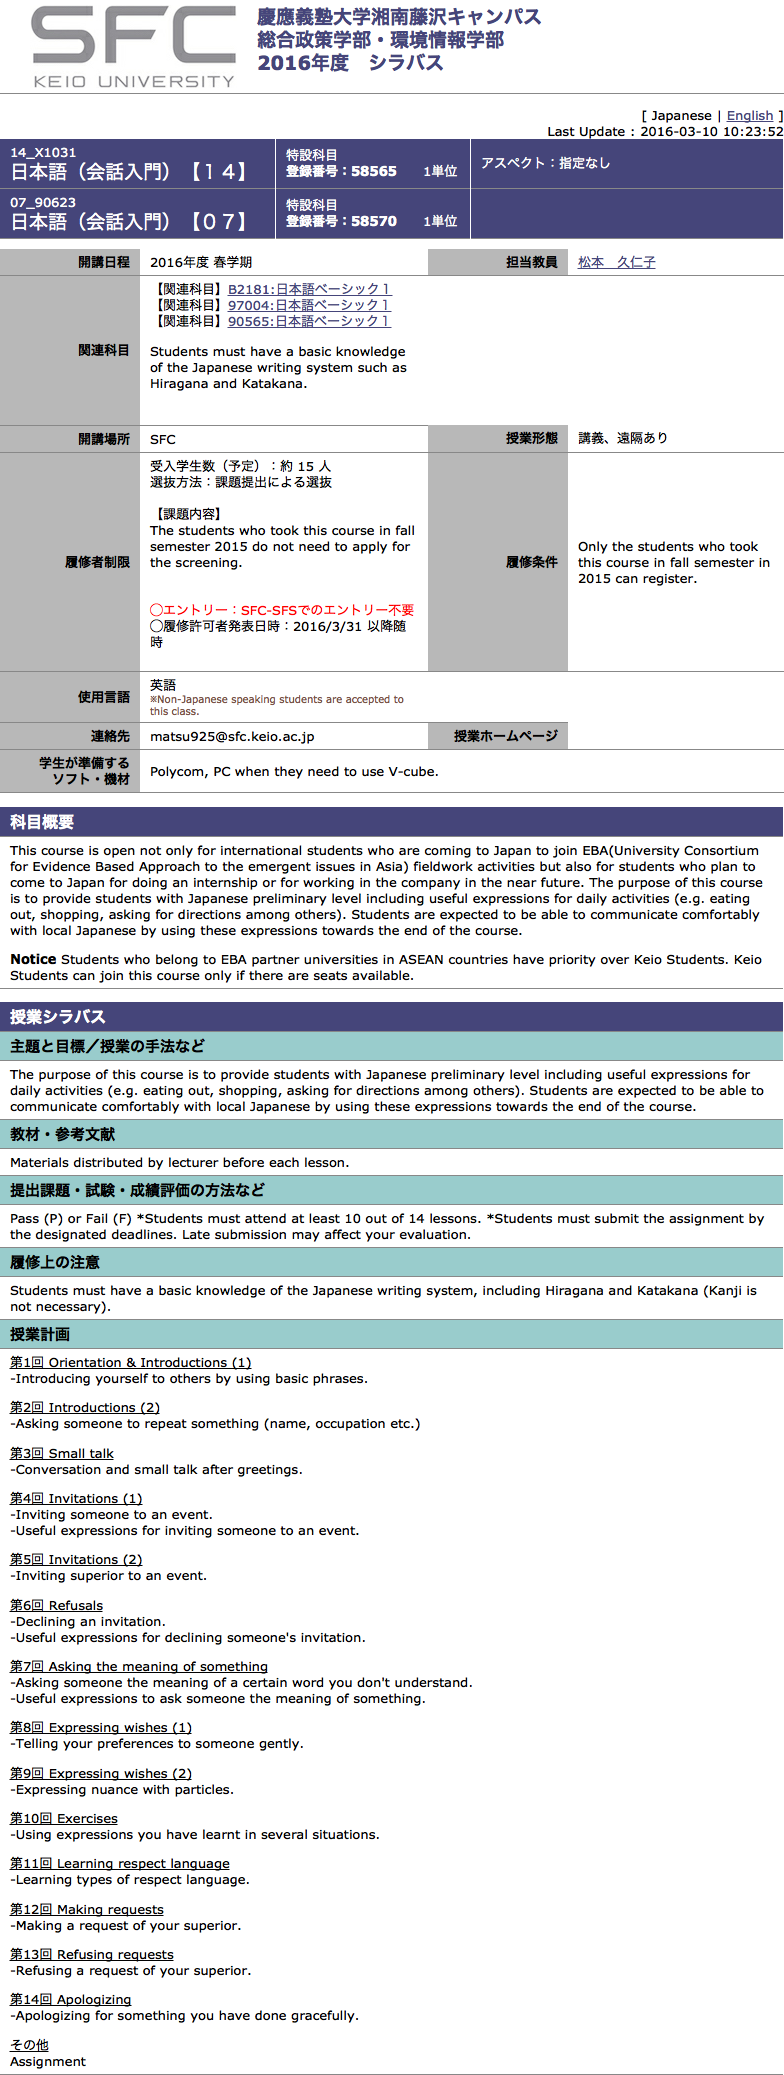 SFC
KEIO UNIVERSITY
慶應義塾大学湘南藤沢キャンパス
総合政策学部・環境情報学部
2016年度　シラバス
[ Japanese | English ]
Last Update : 2016-03-10 10:23:52
14_X1031
日本語（会話入門）【１４】
特設科目
登録番号：58565　1単位
アスペクト：指定なし
07_90623
日本語（会話入門）【０７】
特設科目
登録番号：58570　1単位
開講日程
2016年度 春学期
担当教員
松本　久仁子
関連科目
【関連科目】B2181:日本語ベーシック１
【関連科目】97004:日本語ベーシック１
【関連科目】90565:日本語ベーシック１
Students must have a basic knowledge
of the Japanese writing system such as
Hiragana and Katakana.
開講場所
SFC
授業形態
講義、遠隔あり
履修者制限
受入学生数（予定）：約 15 人
選抜方法：課題提出による選抜
【課題内容】
The students who took this course in fall
semester 2015 do not need to apply for
the screening.
◯エントリー：SFC-SFSでのエントリー不要
◯履修許可者発表日時：2016/3/31 以降随
時
履修条件
Only the students who took
this course in fall semester in
2015 can register.
使用言語
英語
※Non-Japanese speaking students are accepted to
this class.
連絡先
matsu925@sfc.keio.ac.jp
授業ホームページ
学生が準備する
ソフト・機材
Polycom, PC when they need to use V-cube.
科目概要
This course is open not only for international students who are coming to Japan to join EBA(University Consortium
for Evidence Based Approach to the emergent issues in Asia) fieldwork activities but also for students who plan to
come to Japan for doing an internship or for working in the company in the near future. The purpose of this course
is to provide students with Japanese preliminary level including useful expressions for daily activities (e.g. eating
out, shopping, asking for directions among others). Students are expected to be able to communicate comfortably
with local Japanese by using these expressions towards the end of the course.
Notice Students who belong to EBA partner universities in ASEAN countries have priority over Keio Students. Keio
Students can join this course only if there are seats available.
授業シラバス
主題と目標／授業の手法など
The purpose of this course is to provide students with Japanese preliminary level including useful expressions for
daily activities (e.g. eating out, shopping, asking for directions among others). Students are expected to be able to
communicate comfortably with local Japanese by using these expressions towards the end of the course.
教材・参考文献
Materials distributed by lecturer before each lesson.
提出課題・試験・成績評価の方法など
Pass (P) or Fail (F) *Students must attend at least 10 out of 14 lessons. *Students must submit the assignment by
the designated deadlines. Late submission may affect your evaluation.
履修上の注意
Students must have a basic knowledge of the Japanese writing system, including Hiragana and Katakana (Kanji is
not necessary).
授業計画
第1回 Orientation & Introductions (1)
-Introducing yourself to others by using basic phrases.
第2回 Introductions (2)
-Asking someone to repeat something (name, occupation etc.)
第3回 Small talk
-Conversation and small talk after greetings.
第4回 Invitations (1)
-Inviting someone to an event.
-Useful expressions for inviting someone to an event.
第5回 Invitations (2)
-Inviting superior to an event.
第6回 Refusals
-Declining an invitation.
-Useful expressions for declining someone's invitation.
第7回 Asking the meaning of something
-Asking someone the meaning of a certain word you don't understand.
-Useful expressions to ask someone the meaning of something.
第8回 Expressing wishes (1)
-Telling your preferences to someone gently.
第9回 Expressing wishes (2)
-Expressing nuance with particles.
第10回 Exercises
-Using expressions you have learnt in several situations.
第11回 Learning respect language
-Learning types of respect language.
第12回 Making requests
-Making a request of your superior.
第13回 Refusing requests
-Refusing a request of your superior.
第14回 Apologizing
-Apologizing for something you have done gracefully.
その他
Assignment